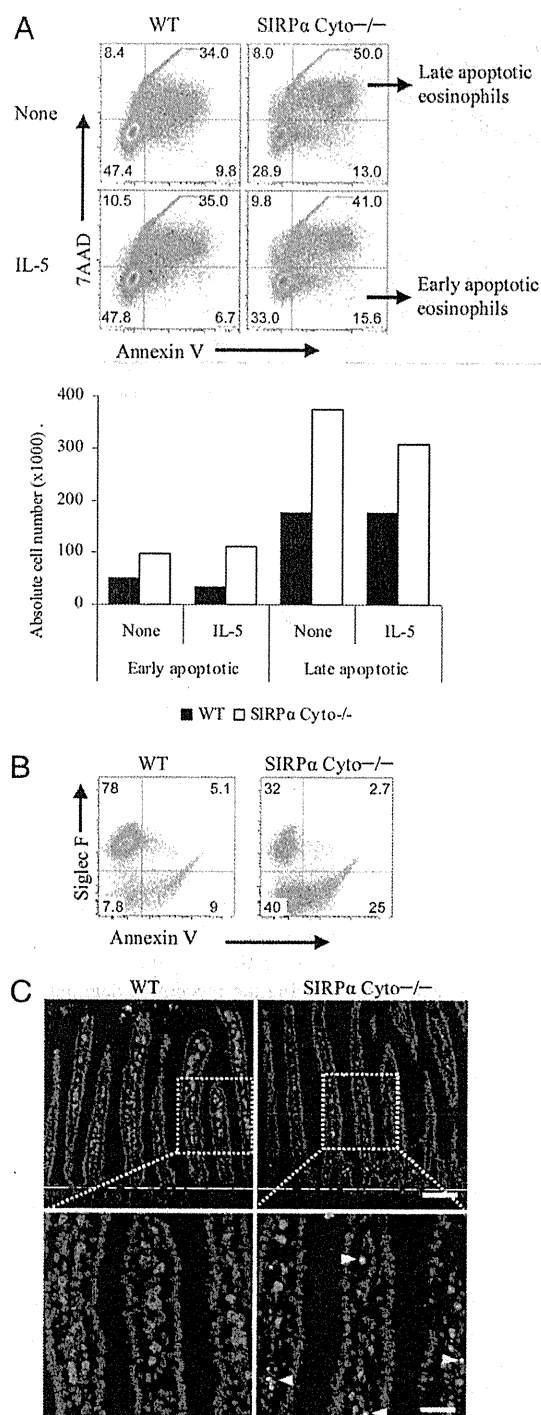 A
WT SIRPα Cyto−/−
8.4 34.0 8.0 50.0
Late apoptotic
eosinophils
None
47.4 9.8 28.9 13.0
10.5 35.0 9.8 41.0
7AAD
IL-5
Early apoptotic
eosinophils
47.8 6.7 33.0 15.6
Annexin V
400
300
200
100
0
Absolute cell number (x1000) .
None IL-5 None IL-5
Early apoptotic Late apoptotic
WT SIRPα Cyto-/-
B
WT SIRPα Cyto−/−
78 5.1 32 2.7
Siglec F
7.8 9 40 25
Annexin V
C
WT SIRPα Cyto−/−